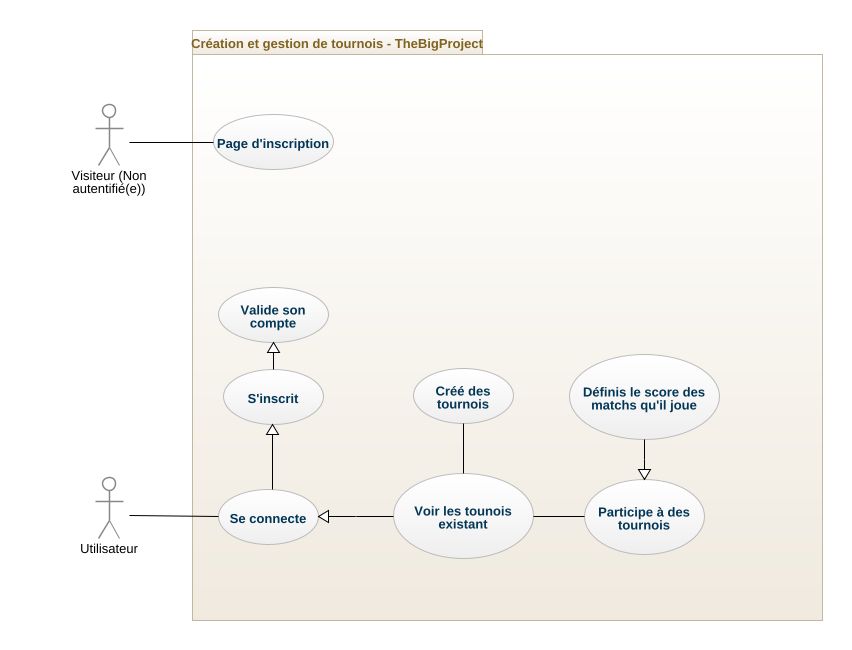 Création et gestion de tournois - TheBigProject
Page d'inscription
Visiteur (Non
autentifié(e))
Valide son
compte
S'inscrit
Créé des
tournois
Définis le score des
matchs qu'il joue
Se connecte
Voir les tounois
existant
Participe à des
tournois
Utilisateur